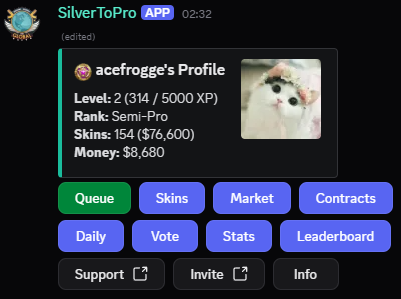 SilverToPro APP 02:32
(edited)
acefrogge's Profile
Level: 2 (314 / 5000 XP)
Rank: Semi-Pro
Skins: 154 ($76,600)
Money: $8,680
Queue Skins Market Contracts
Daily Vote Stats Leaderboard
Support Invite Info